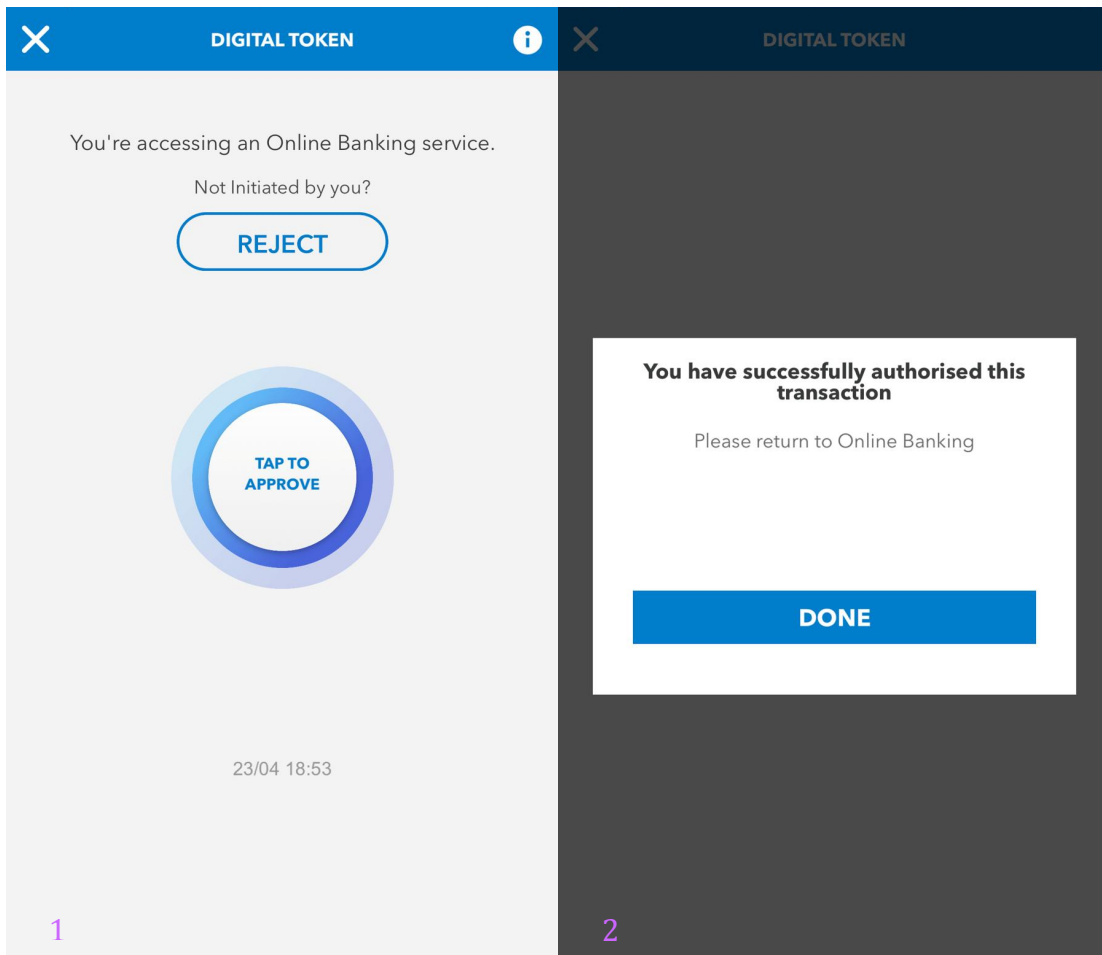 DIGITAL TOKEN
You're accessing an Online Banking service.
Not Initiated by you?
REJECT
TAP TO
APPROVE
23/04 18:53
1
DIGITAL TOKEN
You have successfully authorised this
transaction
Please return to Online Banking
DONE
2